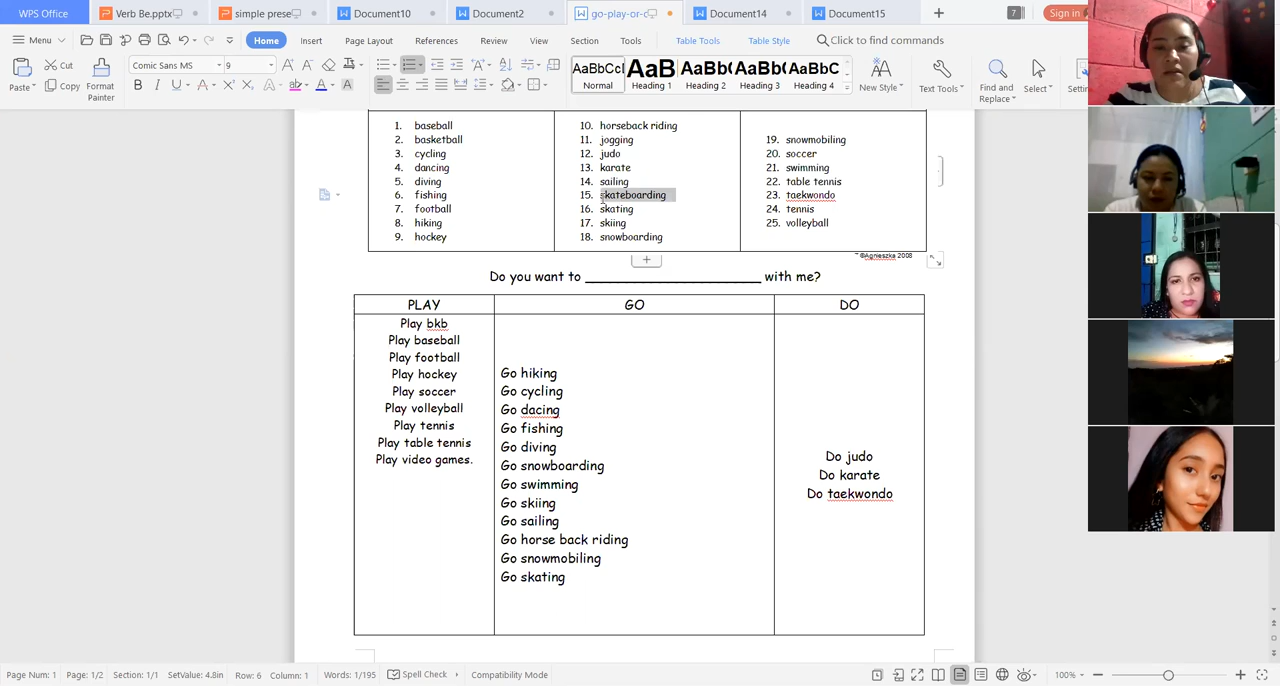 WPS Office
Verb Be.pptx
simple prese
Document10
Document2
go-play-or-d
Document14
Document15
7
Sign in
Menu
Home
Insert
Page Layout
References
Review
View
Section
Tools
Table Tools
Table Style
Click to find commands
Paste
Cut
Copy
Format
Painter
Comic Sans MS
9
AaBbCcI
Normal
AaB
Heading 1
AaBb(
Heading 2
AaBb(
Heading 3
AaBbC
Heading 4
New Style
Text Tools
Find and
Replace
Select
1. baseball
2. basketball
3. cycling
4. dancing
5. diving
6. fishing
7. football
8. hiking
9. hockey
10. horseback riding
11. jogging
12. judo
13. karate
14. sailing
15. skateboarding
16. skating
17. skiing
18. snowboarding
19. snowmobiling
20. soccer
21. swimming
22. table tennis
23. taekwondo
24. tennis
25. volleyball
©Agnieszka 2008
Do you want to ______________________ with me?
PLAY
Play bkb
Play baseball
Play football
Play hockey
Play soccer
Play volleyball
Play tennis
Play table tennis
Play video games.
GO
Go hiking
Go cycling
Go dacing
Go fishing
Go diving
Go snowboarding
Go swimming
Go skiing
Go sailing
Go horse back riding
Go snowmobiling
Go skating
DO
Do judo
Do karate
Do taekwondo
Page Num: 1
Page: 1/2
Section: 1/1
SetValue: 4.8in
Row: 6
Column: 1
Words: 1/195
Spell Check
Compatibility Mode
100%